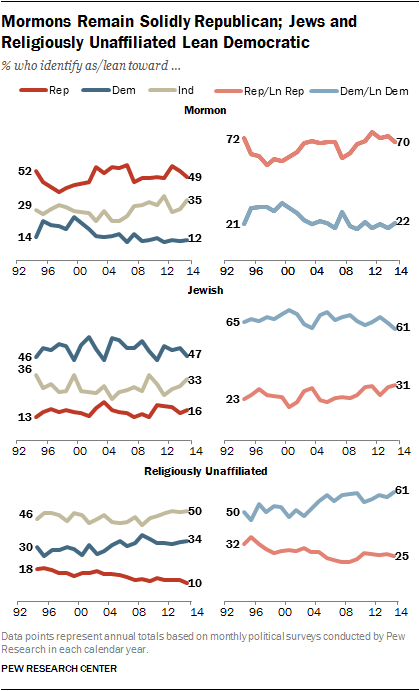 Mormons Remain Solidly Republican; Jews and
Religiously Unaffiliated Lean Democratic
% who identify as/lean toward ...
Rep Dem Ind Rep/Ln Rep Dem/Ln Dem
Mormon
52 49
29 35
14 12
92 96 00 04 08 12 14
72 70
21 22
92 96 00 04 08 12 14
Jewish
46 47
36 33
13 16
92 96 00 04 08 12 14
65 61
23 31
92 96 00 04 08 12 14
Religiously Unaffiliated
46 50
30 34
18 10
92 96 00 04 08 12 14
50 61
32 25
92 96 00 04 08 12 14
Data points represent annual totals based on monthly political surveys conducted by Pew
Research in each calendar year.
PEW RESEARCH CENTER